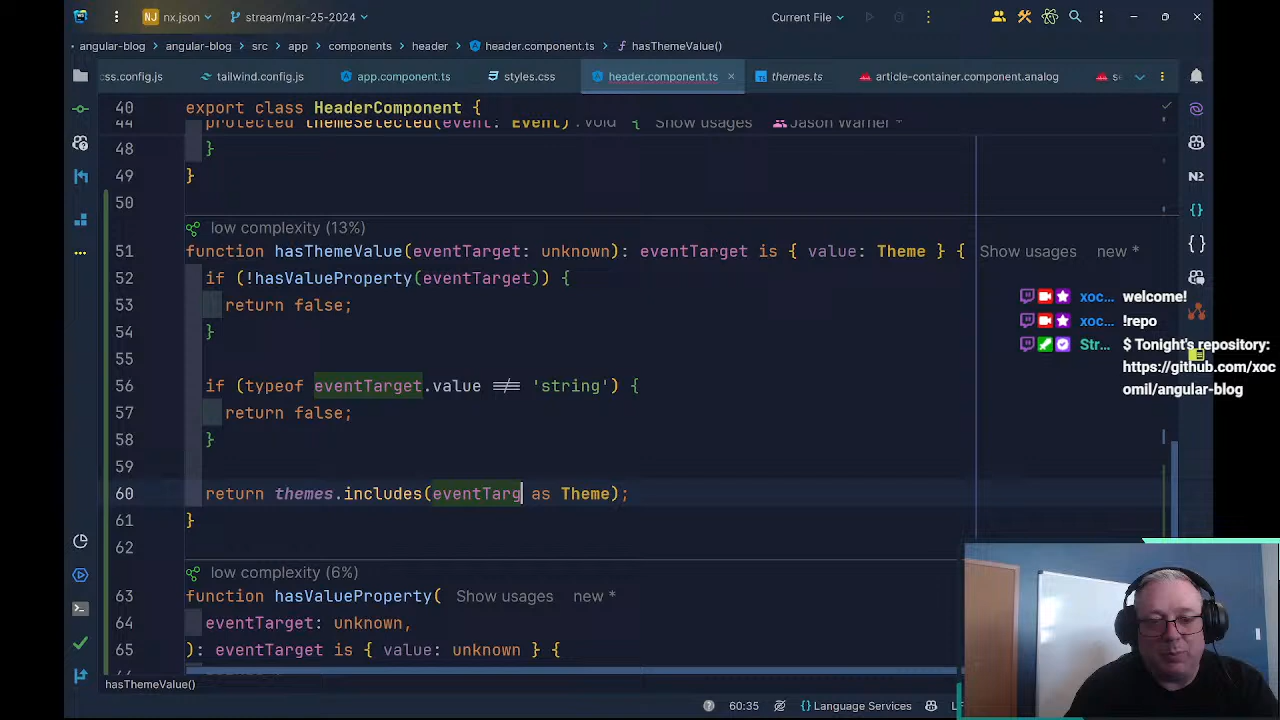 NJ nx.json stream/mar-25-2024 Current File
angular-blog angular-blog src app components header header.component.ts hasThemeValue()
css.config.js tailwind.config.js app.component.ts styles.css header.component.ts themes.ts article-container.component.analog
40 export class HeaderComponent {
44 protected themeSelected(event: Event):void { Show usages Jason Warner *
48 }
49 }
50
low complexity (13%)
51 function hasThemeValue(eventTarget: unknown): eventTarget is { value: Theme } { Show usages new *
52 if (!hasValueProperty(eventTarget)) {
53 return false;
54 }
55
56 if (typeof eventTarget.value !== 'string') {
57 return false;
58 }
59
60 return themes.includes(eventTarg as Theme);
61 }
62
low complexity (6%)
63 function hasValueProperty( Show usages new *
64 eventTarget: unknown,
65 ): eventTarget is { value: unknown } {
xoc... welcome!
xoc... !repo
Str... $ Tonight's repository:
https://github.com/xoc
omil/angular-blog
N2
hasThemeValue()
60:35 {} Language Services